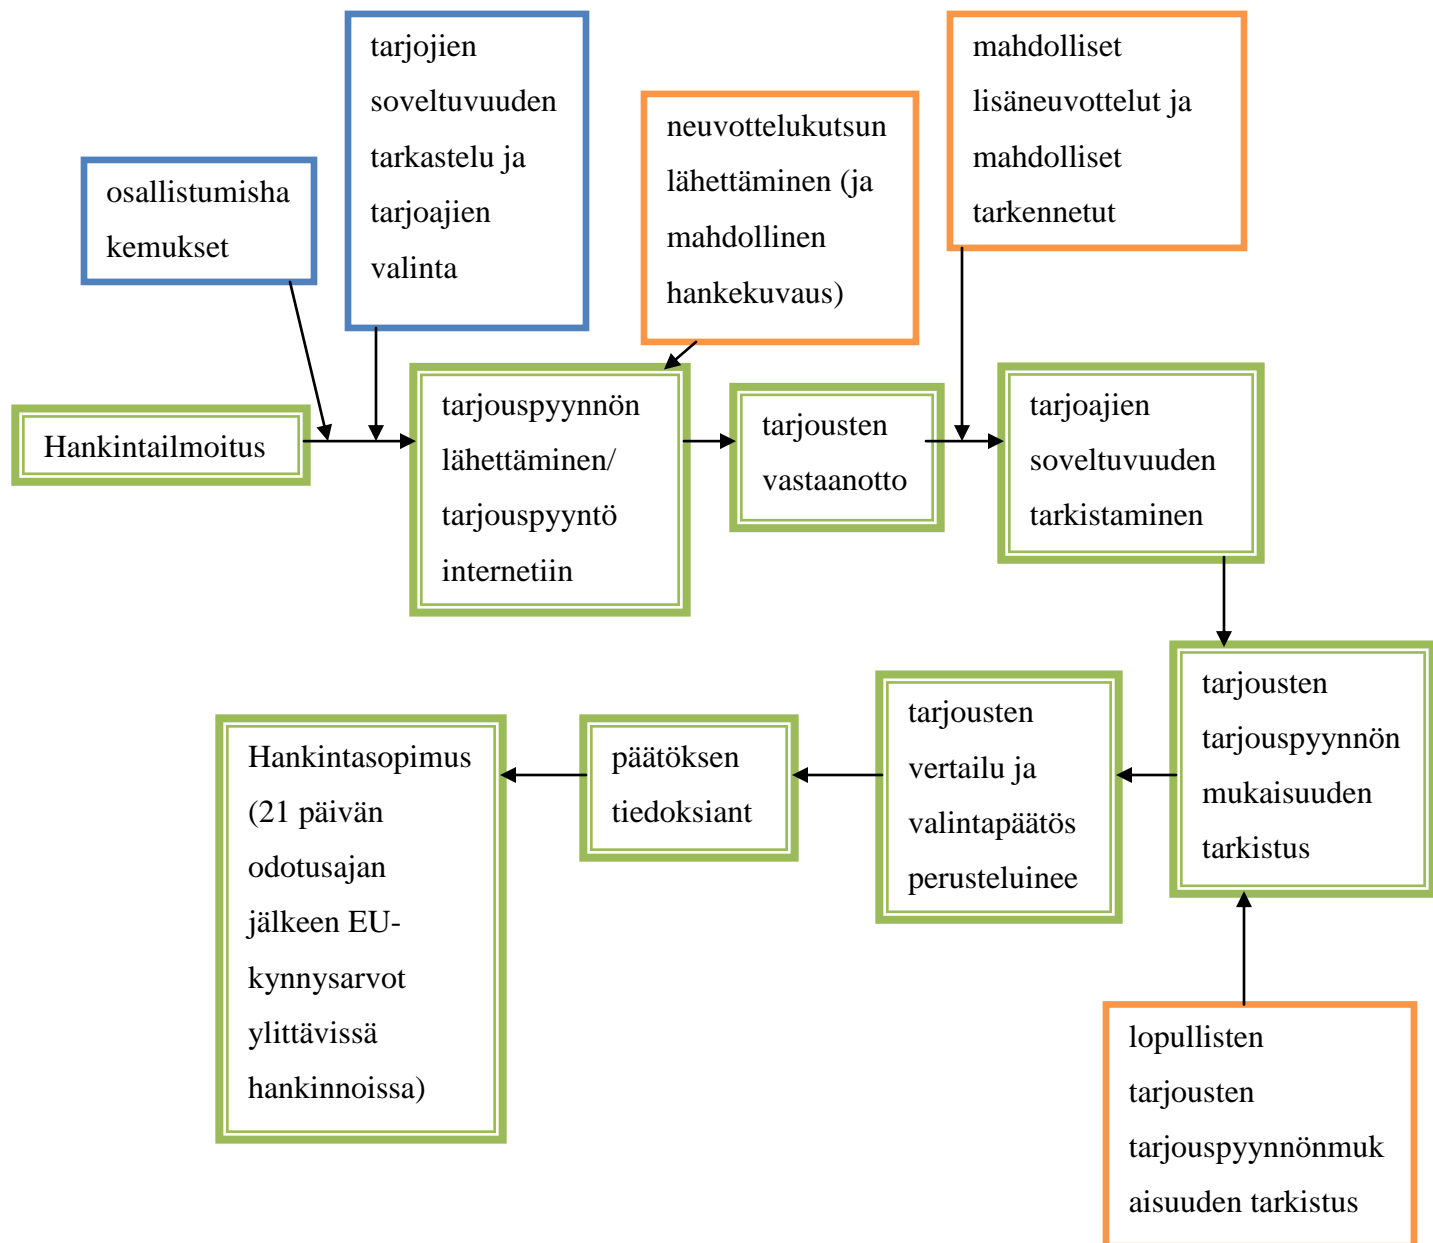 osallistumisha
kemukset
tarjojien
soveltuvuuden
tarkastelu ja
tarjoajien
valinta
neuvottelukutsun
lähettäminen (ja
mahdollinen
hankekuvaus)
mahdolliset
lisäneuvottelut ja
mahdolliset
tarkennetut
Hankintailmoitus
tarjouspyynnön
lähettäminen/
tarjouspyyntö
internetiin
tarjousten
vastaanotto
tarjoajien
soveltuvuuden
tarkistaminen
tarjousten
tarjouspyynnön
mukaisuuden
tarkistus
tarjousten
vertailu ja
valintapäätös
perusteluinee
päätöksen
tiedoksiant
Hankintasopimus
(21 päivän
odotusajan
jälkeen EU-
kynnysarvot
ylittävissä
hankinnoissa)
lopullisten
tarjousten
tarjouspyynnönmuk
aisuuden tarkistus